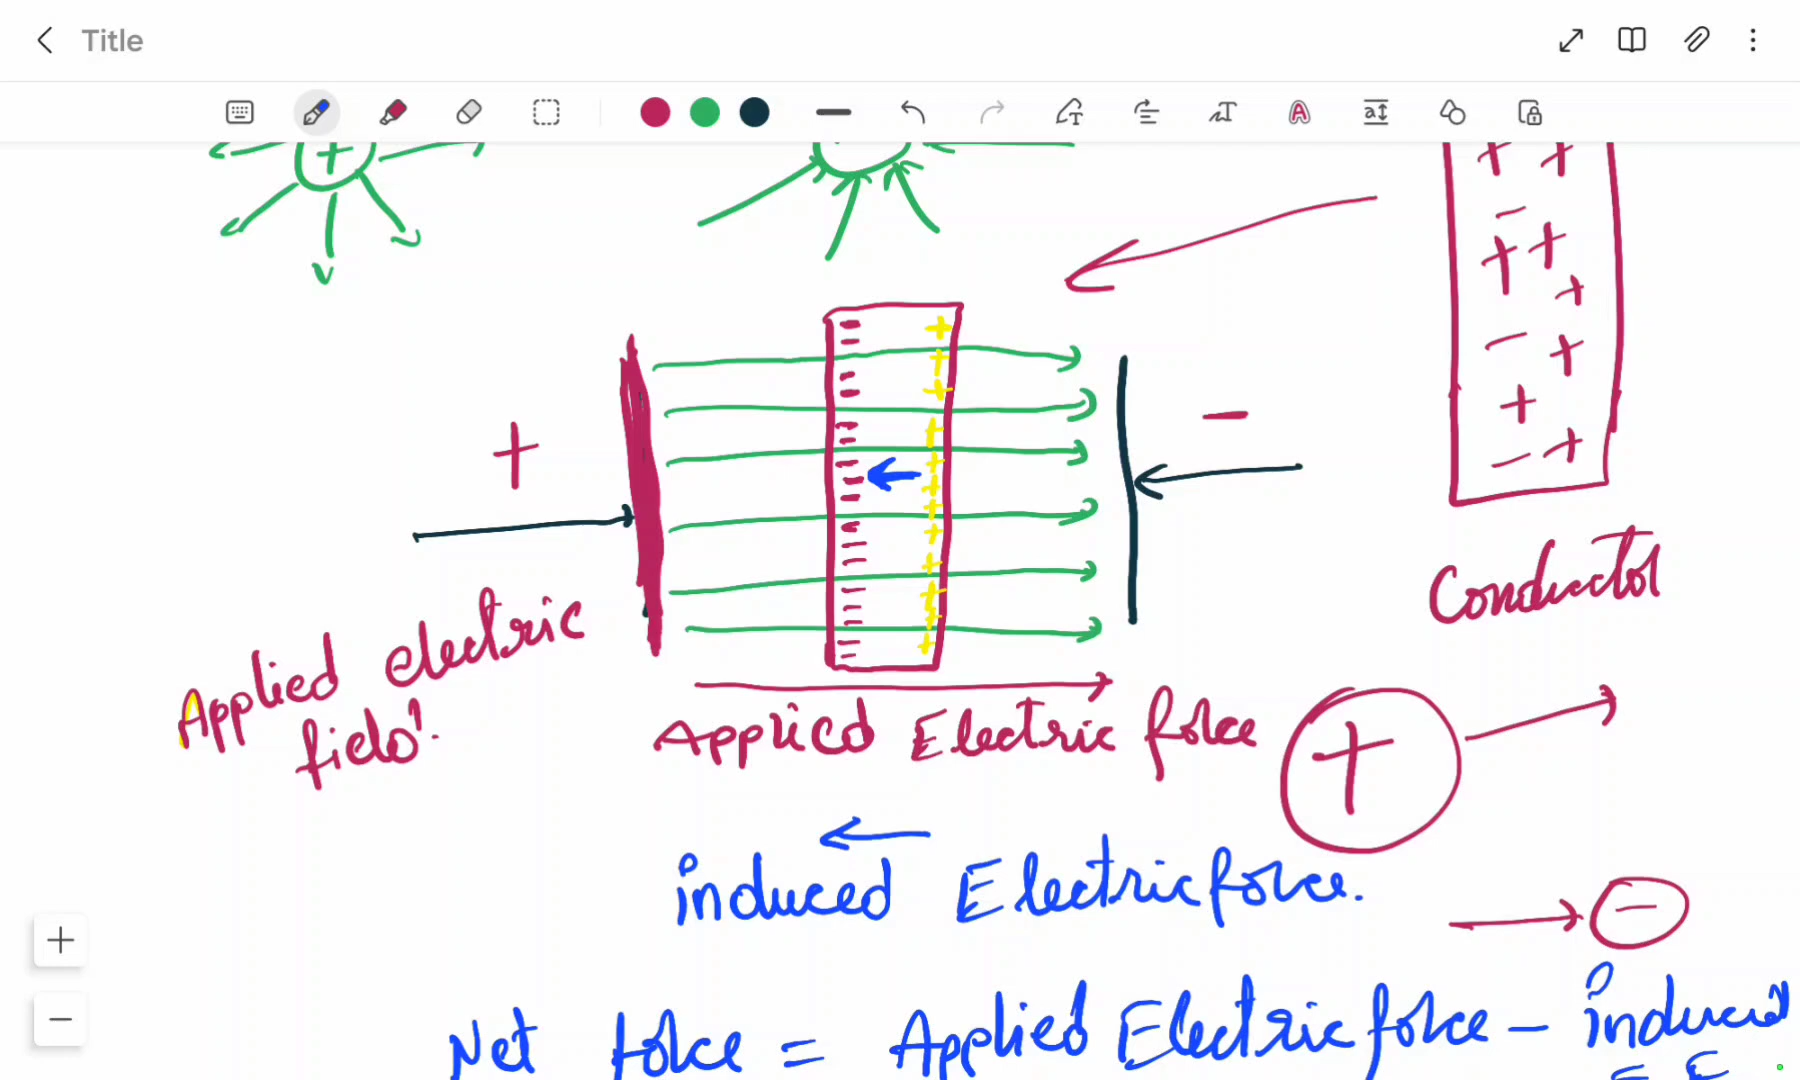 Title
Conductor
Applied electric
field!
Applied Electric force
induced Electric force.
Net force = Applied Electric force - induced
E.F